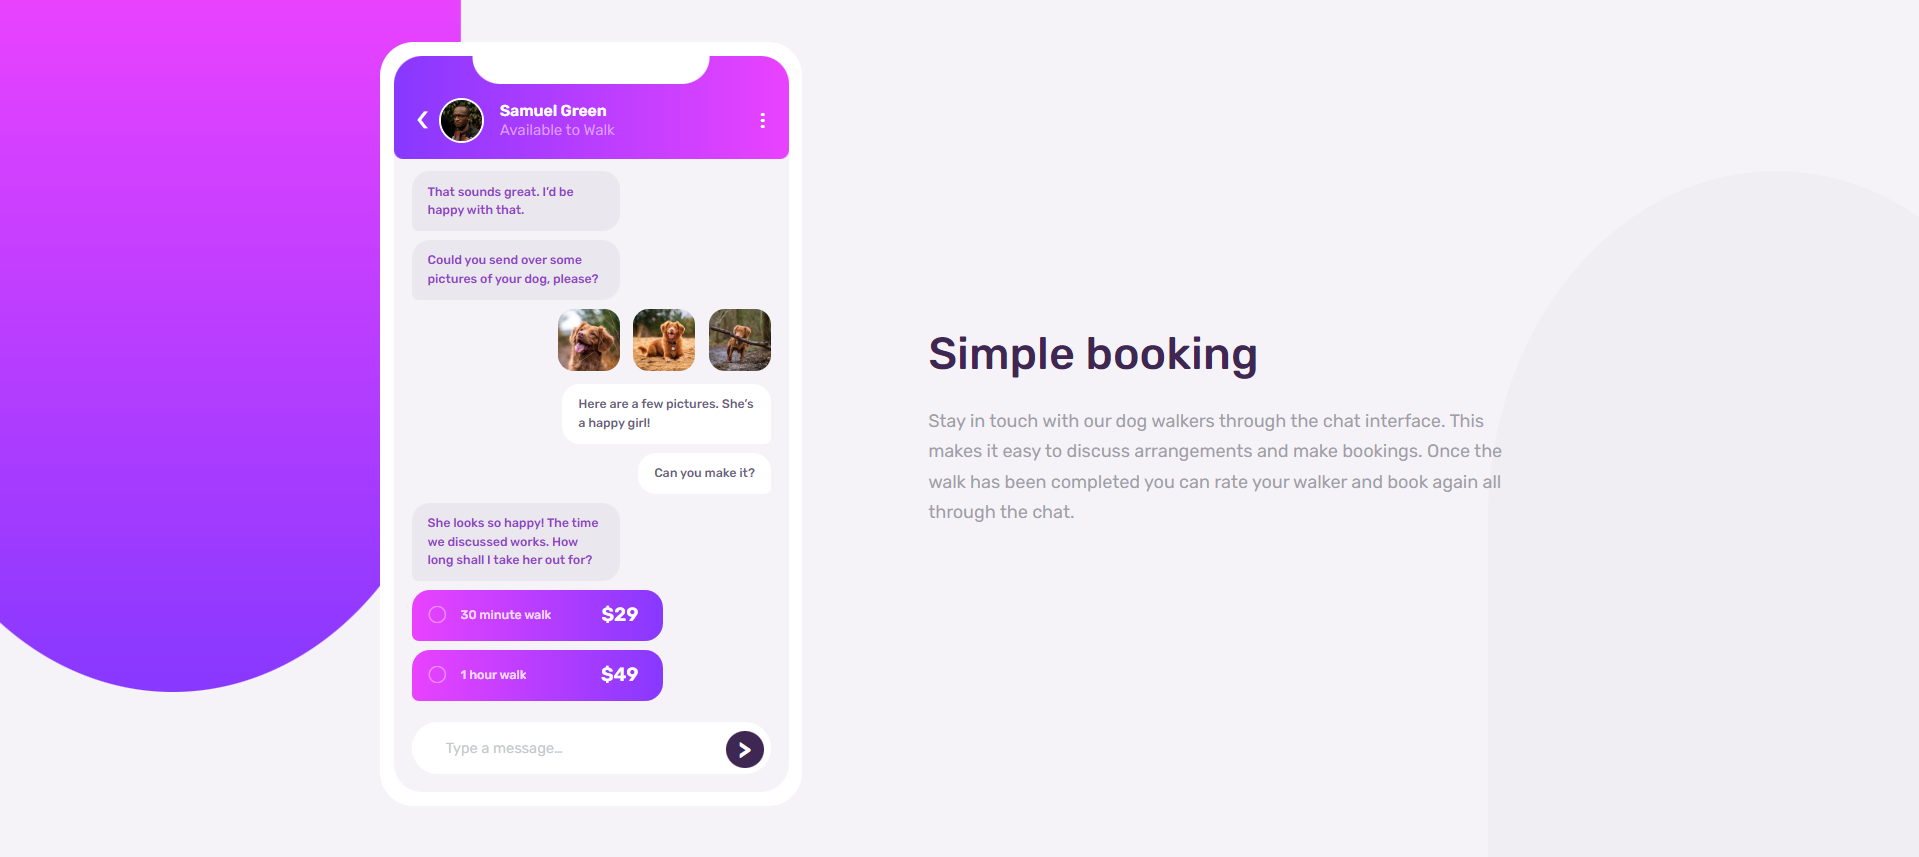 Samuel Green
Available to Walk
That sounds great. I'd be
happy with that.
Could you send over some
pictures of your dog, please?
Here are a few pictures. She's
a happy girl!
Can you make it?
She looks so happy! The time
we discussed works. How
long shall I take her out for?
30 minute walk $29
1 hour walk $49
Type a message…
Simple booking
Stay in touch with our dog walkers through the chat interface. This
makes it easy to discuss arrangements and make bookings. Once the
walk has been completed you can rate your walker and book again all
through the chat.